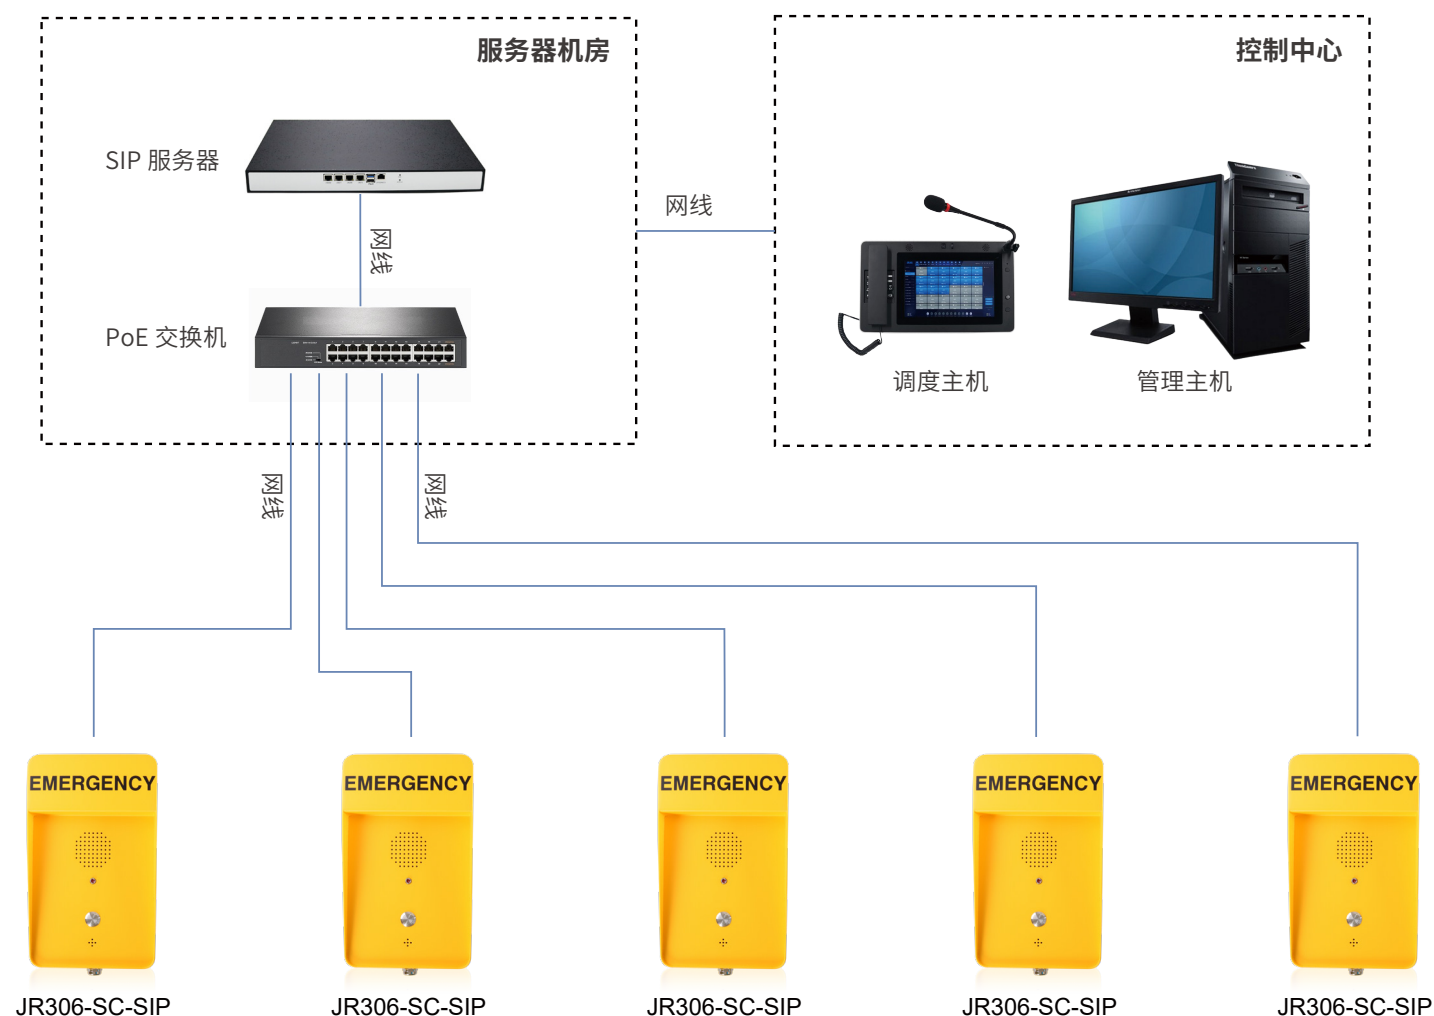 服务器机房
控制中心
SIP 服务器
网线
网线
PoE 交换机
调度主机
管理主机
网线
网线
EMERGENCY
EMERGENCY
EMERGENCY
EMERGENCY
EMERGENCY
JR306-SC-SIP
JR306-SC-SIP
JR306-SC-SIP
JR306-SC-SIP
JR306-SC-SIP